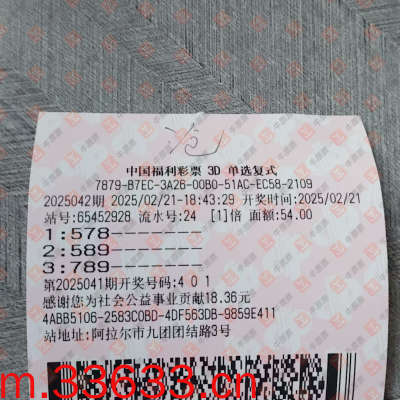 中国福利彩票 3D 单选复式
7879-B7EC-3A26-00B0-51AC-EC58-2109
2025042期 2025/02/21-18:43:29 开奖时间:2025/02/21
站号:65452928 流水号:24 [1]倍 面额:54.00
1:578-------
2:589-------
3:789-------
第2025041期开奖号码:4 0 1
感谢您为社会公益事业贡献18.36元
4ABB5106-2583C0BD-4DF563DB-9859E411
站地址:阿拉尔市九团团结路3号
m.33633.cn